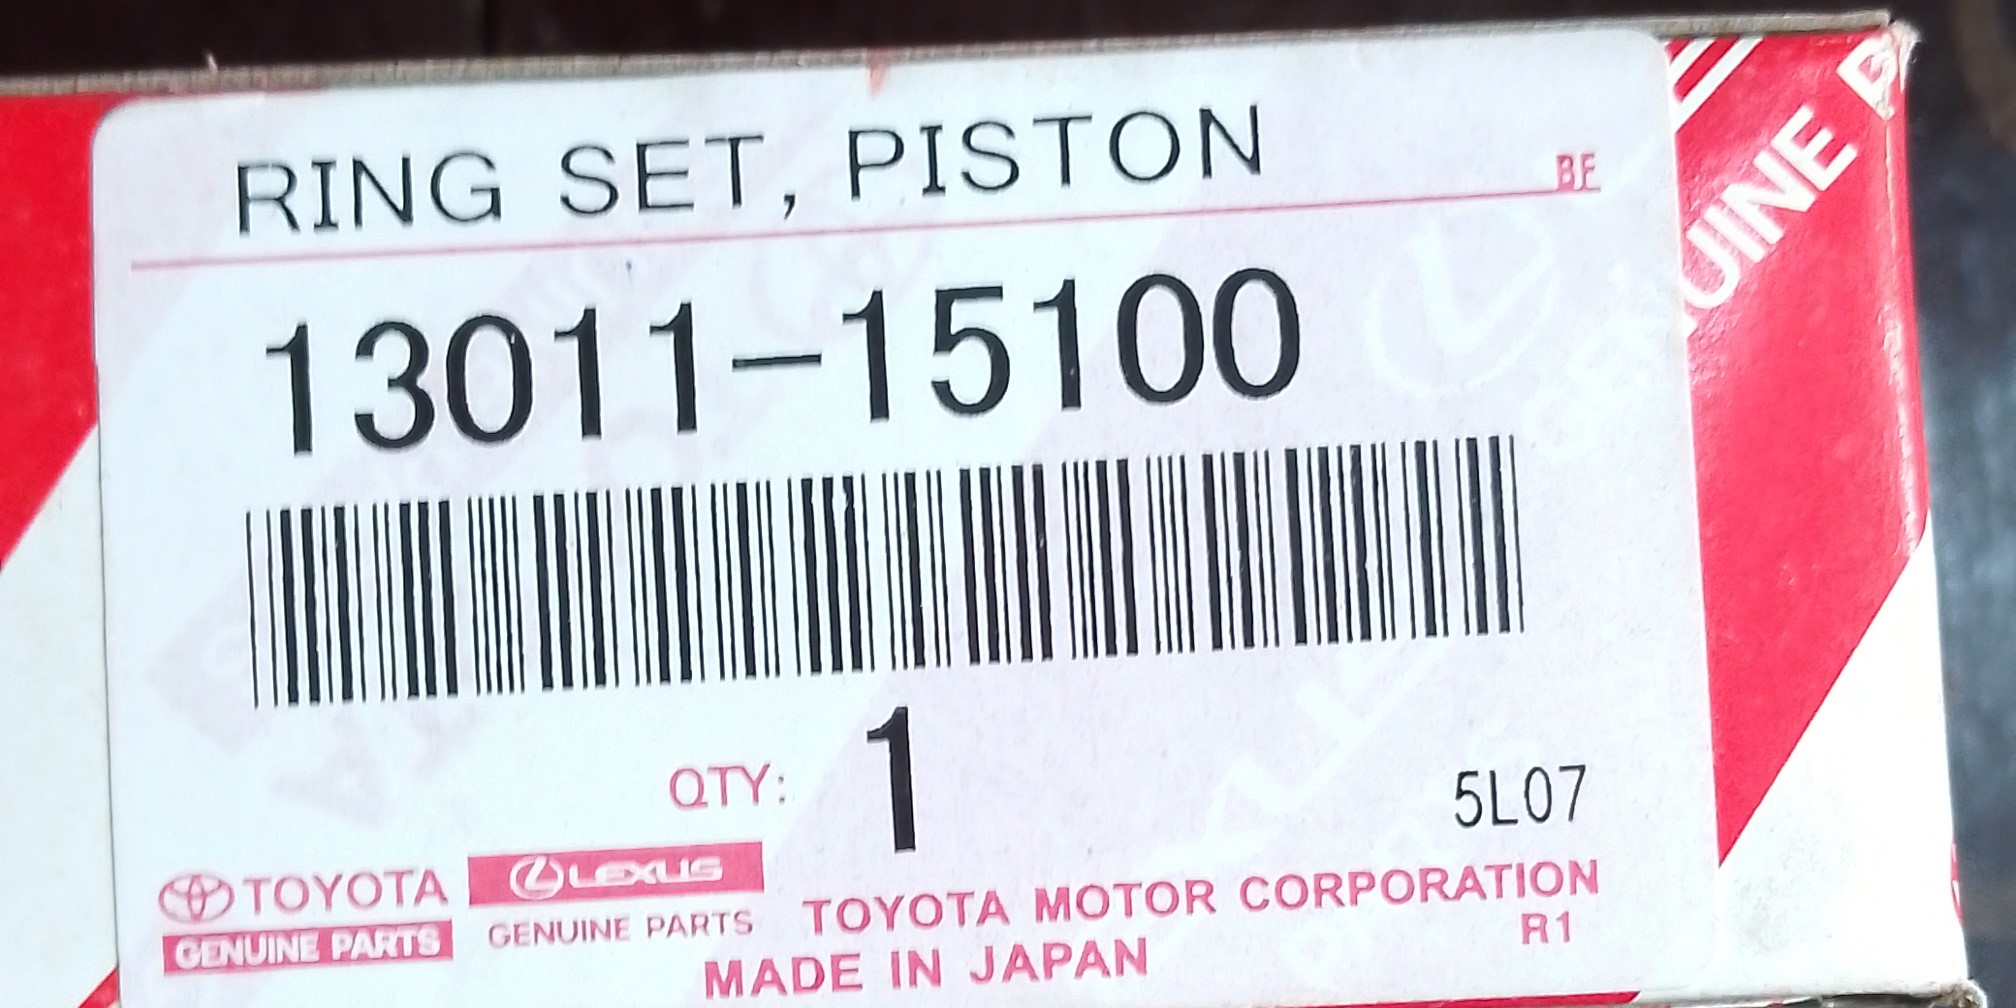 RING SET, PISTON
BF
UINE
13011-15100
QTY: 1
5L07
TOYOTA
GENUINE PARTS
LEXUS
GENUINE PARTS
TOYOTA MOTOR CORPORATION
R1
MADE IN JAPAN